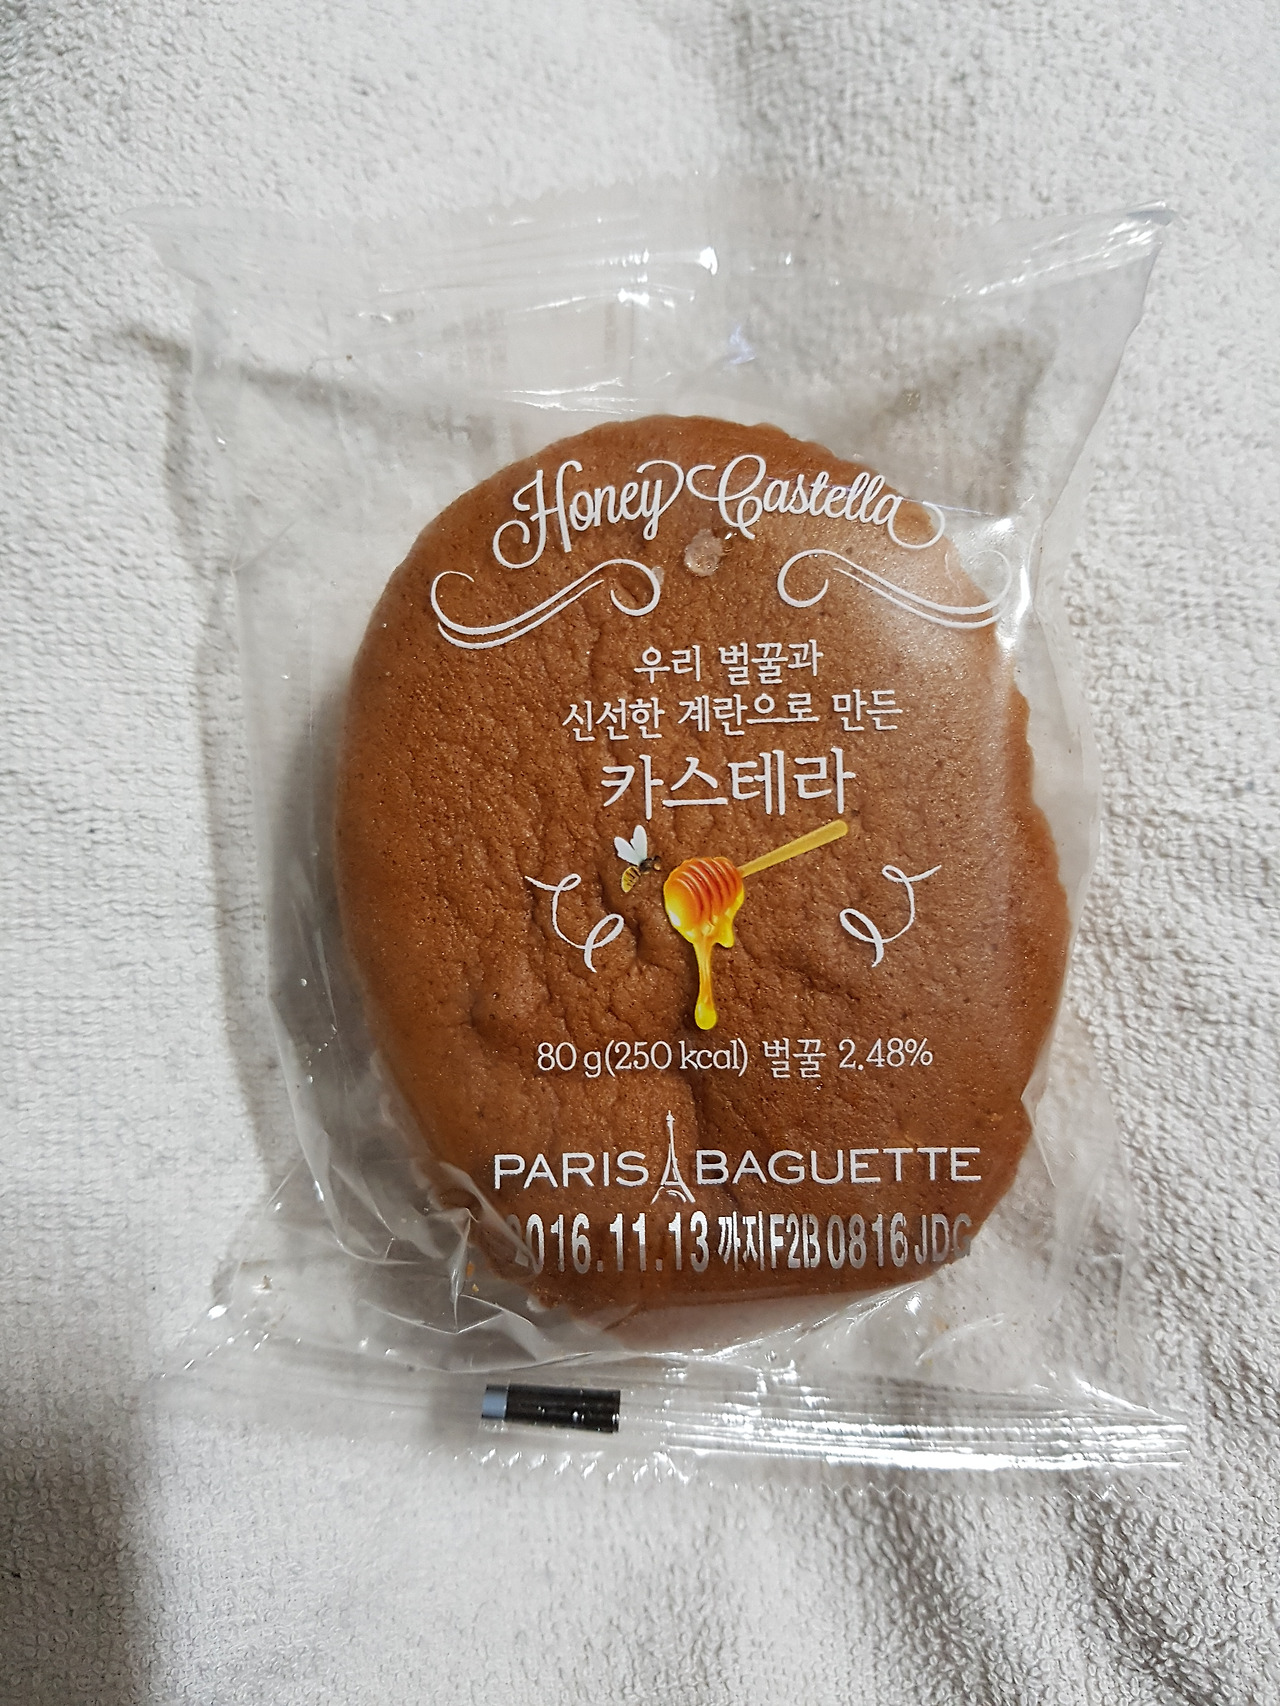 Honey Castella
우리 벌꿀과
신선한 계란으로 만든
카스테라
80 g(250 kcal) 벌꿀 2.48%
PARIS BAGUETTE
2016.11.13 까지 F2B 0816 JDC